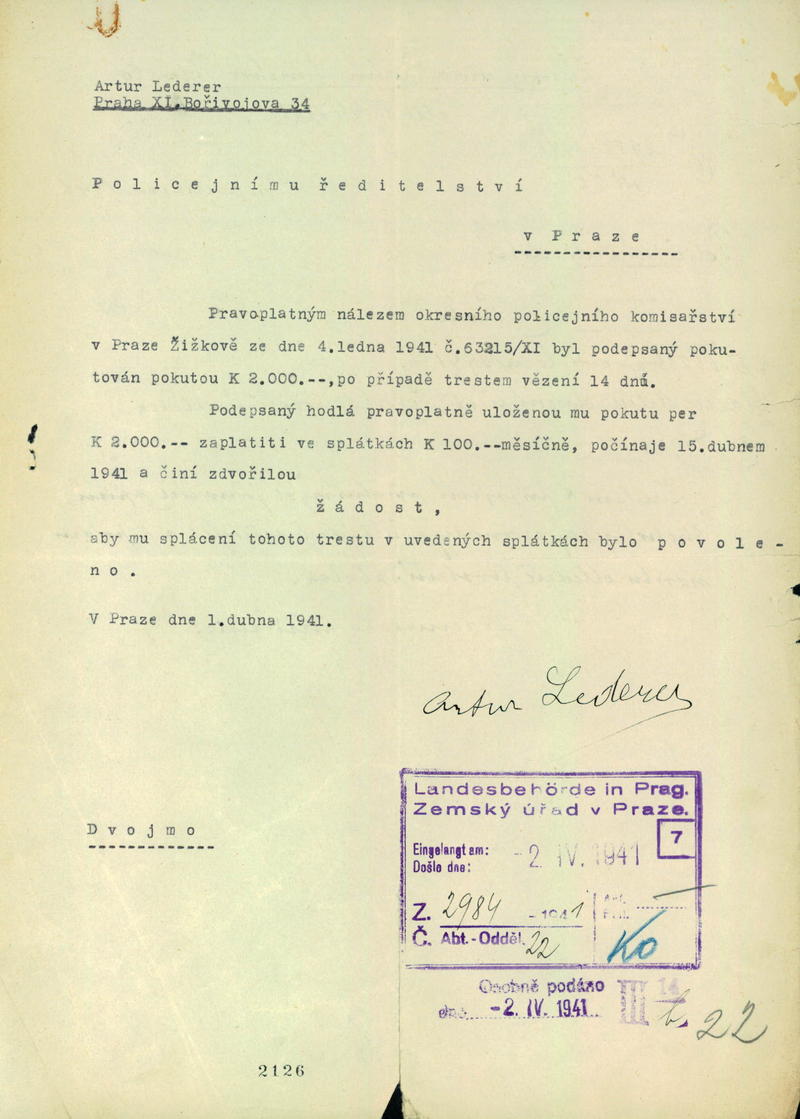 Artur Lederer
Praha XI.Bořivojova 34
Policejnímu ředitelství
v Praze
Pravoplatným nálezem okresního policejního komisařství
v Praze Žižkově ze dne 4.ledna 1941 č.63215/XI byl podepsaný poku-
tován pokutou K 2.000.--,po případě trestem vězení 14 dnů.
Podepsaný hodlá pravoplatně uloženou mu pokutu per
K 2.000.-- zaplatiti ve splátkách K 100.--měsíčně, počínaje 15.dubnem
1941 a činí zdvořilou
žádost,
aby mu splácení tohoto trestu v uvedených splátkách bylo povole-
no.
V Praze dne 1.dubna 1941.
Artur Lederer
Landesbehörde in Prag.
Zemský úřad v Praze.
7
Dvojmo
Eingelangt am:
Došlo dne:
-2 IV. 1941
Z. 2984 -1941
Č. Abt.-Odděl. 22
Ko
Osobně podáno
dne -2. IV. 1941
22
2126